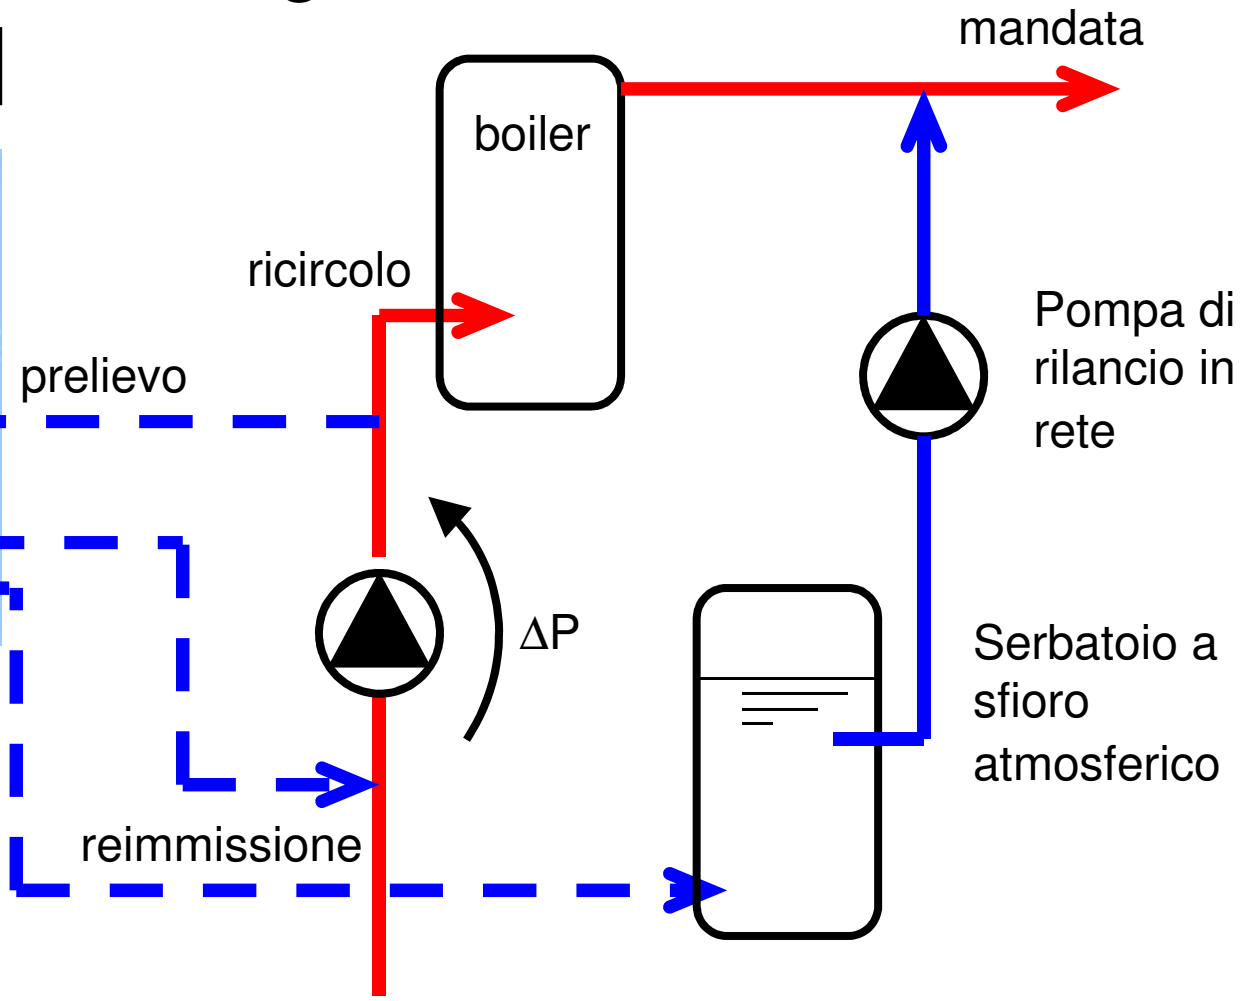 mandata
boiler
ricircolo
Pompa di
rilancio in
rete
prelievo
ΔP
Serbatoio a
sfioro
atmosferico
reimmissione